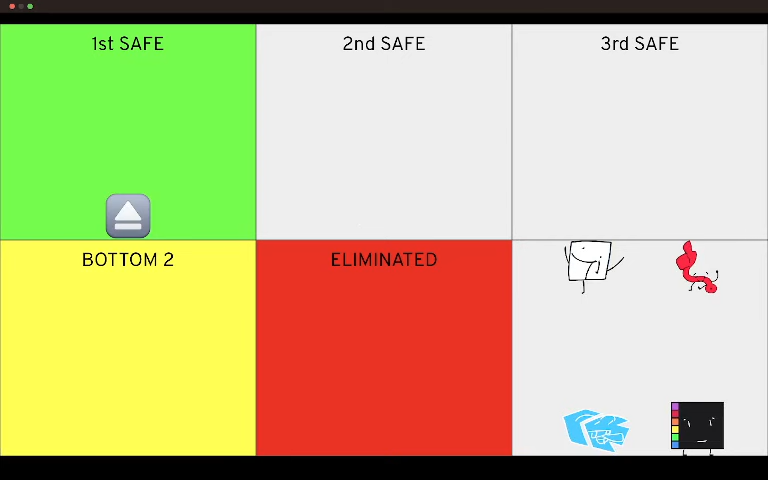 1st SAFE
2nd SAFE
3rd SAFE
BOTTOM 2
ELIMINATED